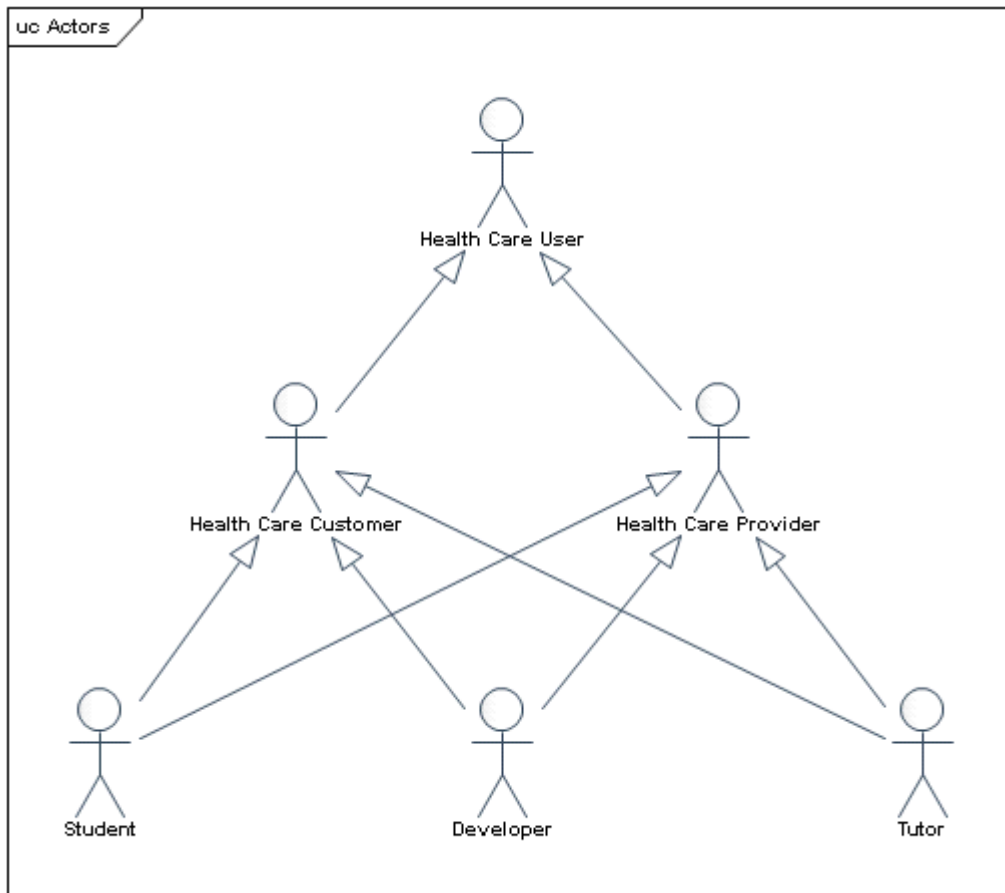 uc Actors
Health Care User
Health Care Customer
Health Care Provider
Student
Developer
Tutor